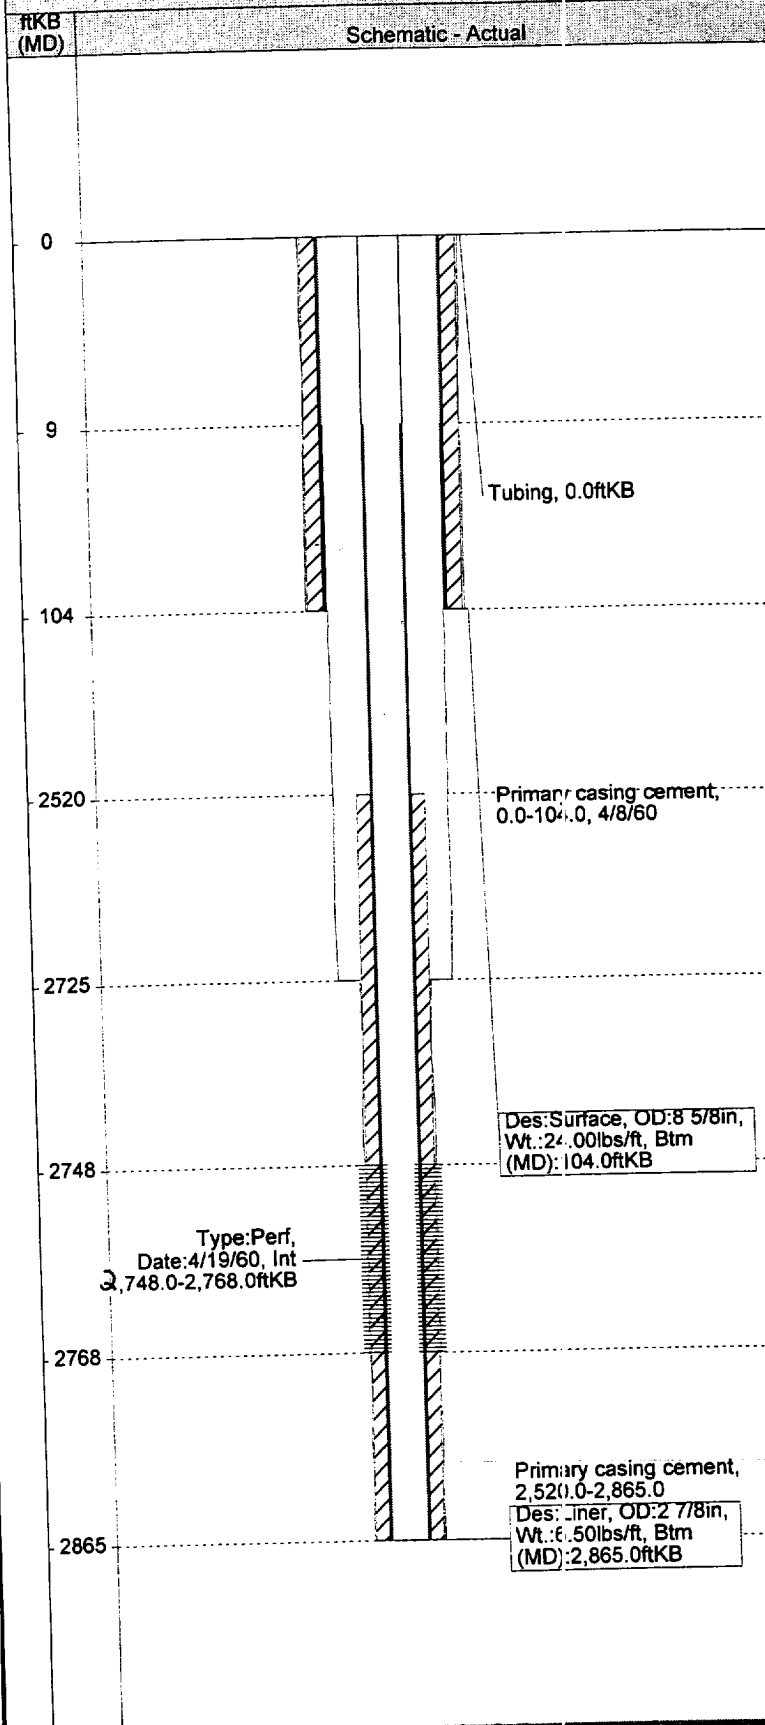 ftKB
(MD)
Schematic - Actual
0
9
Tubing, 0.0ftKB
104
2520
Primary casing cement,
0.0-104.0, 4/8/60
2725
Des:Surface, OD:8 5/8in,
Wt.:24.00lbs/ft, Btm
(MD):104.0ftKB
2748
Type:Perf,
Date:4/19/60, Int
2,748.0-2,768.0ftKB
2768
Primary casing cement,
2,520.0-2,865.0
Des:Liner, OD:2 7/8in,
Wt.:6.50lbs/ft, Btm
(MD):2,865.0ftKB
2865